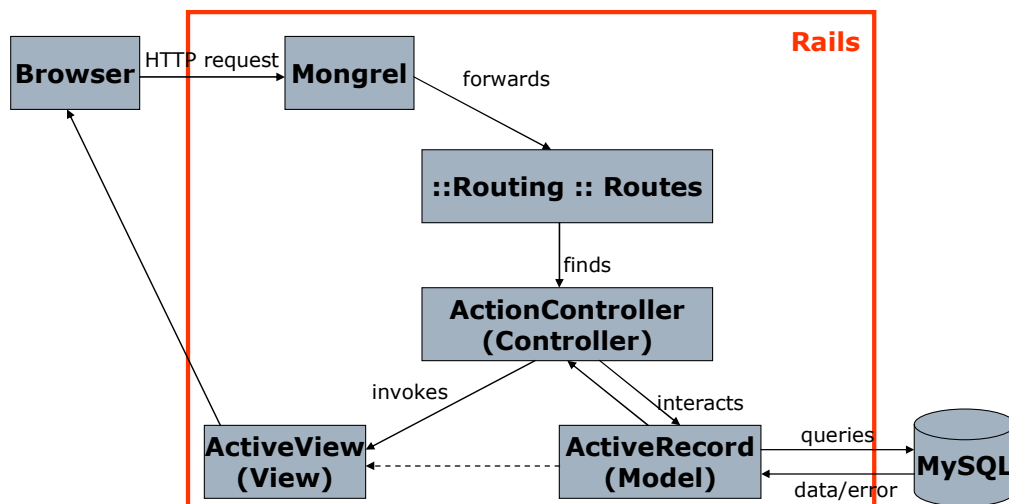 Rails
Browser
HTTP request
Mongrel
forwards
::Routing :: Routes
finds
ActionController
(Controller)
invokes
interacts
ActiveView
(View)
ActiveRecord
(Model)
queries
MySQL
data/error